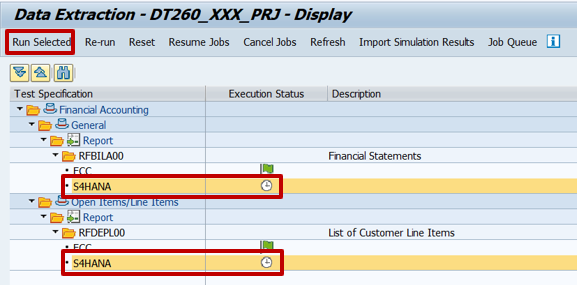 Data Extraction - DT260_XXX_PRJ - Display
Run Selected Re-run Reset Resume Jobs Cancel Jobs Refresh Import Simulation Results Job Queue
Test Specification Execution Status Description
Financial Accounting
General
Report
RFBILA00 Financial Statements
ECC
S4HANA
Open Items/Line Items
Report
RFDEPL00 List of Customer Line Items
ECC
S4HANA